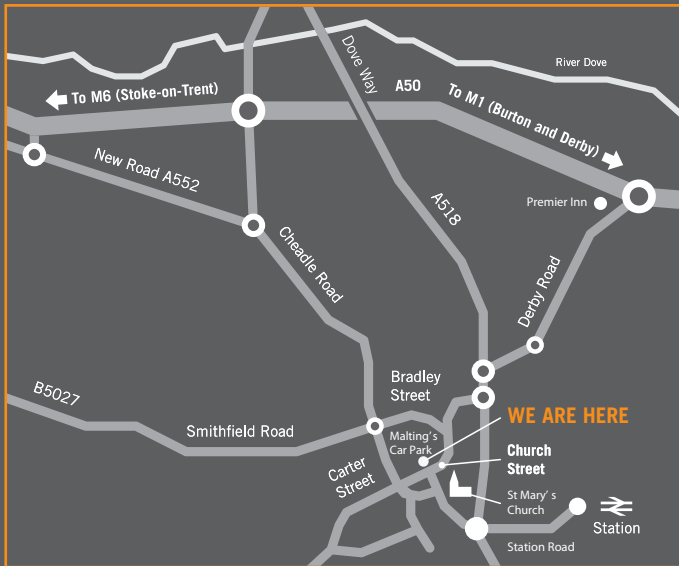 River Dove
Dove Way
A50
To M6 (Stoke-on-Trent)
To M1 (Burton and Derby)
New Road A552
A518
Premier Inn
Cheadle Road
Derby Road
Bradley
Street
B5027
Smithfield Road
WE ARE HERE
Malting's
Car Park
Church
Street
Carter
Street
St Mary' s
Church
Station
Station Road